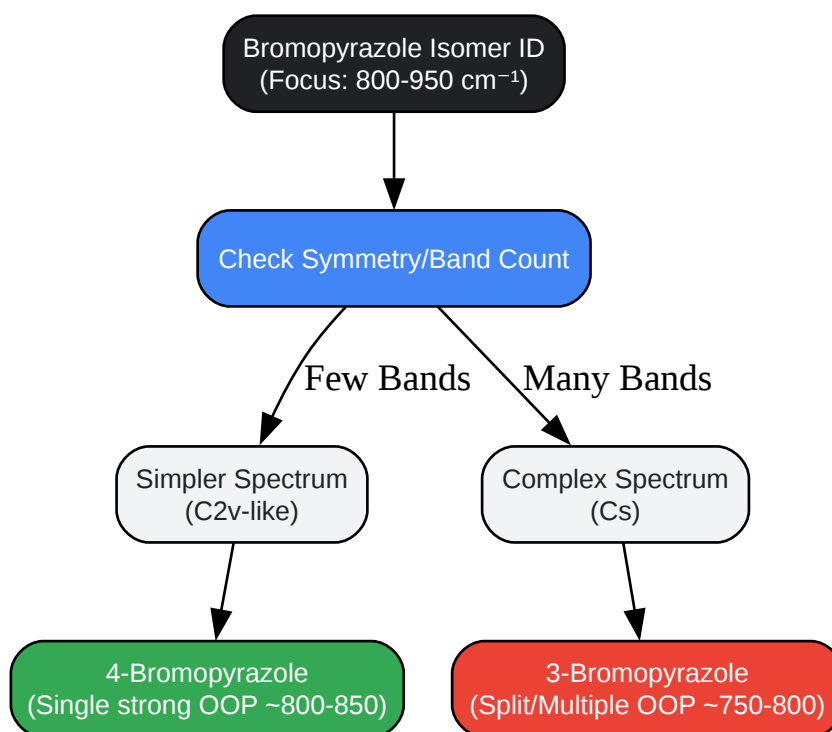 Bromopyrazole Isomer ID
(Focus: 800-950 cm⁻¹)
Check Symmetry/Band Count
Few Bands
Many Bands
Simpler Spectrum
(C2v-like)
Complex Spectrum
(Cs)
4-Bromopyrazole
(Single strong OOP ~800-850)
3-Bromopyrazole
(Split/Multiple OOP ~750-800)